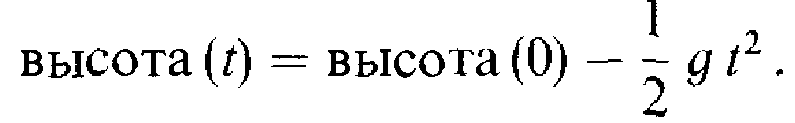 высота (t) = высота (0) − 1/2 g t².